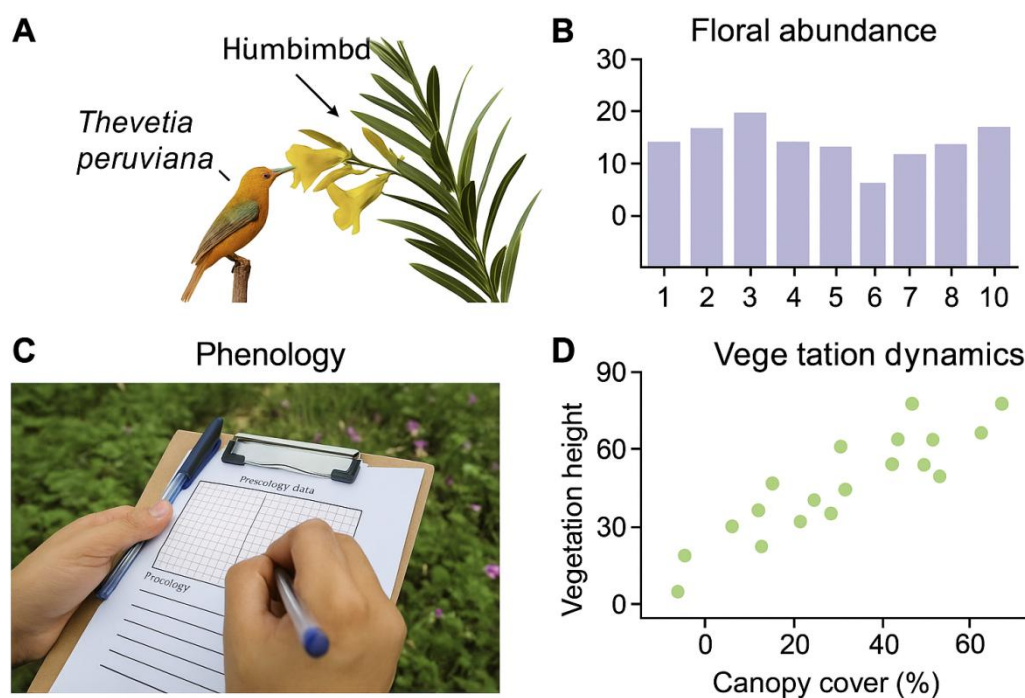 A
Humbimbd
Thevetia
peruviana
B
Floral abundance
30
20
10
0
1 2 3 4 5 6 7 8 10
C
Phenology
Prescology data
Procology
D
Vege tation dynamics
Vegetation height
90
60
30
0
0 20 40 60
Canopy cover (%)